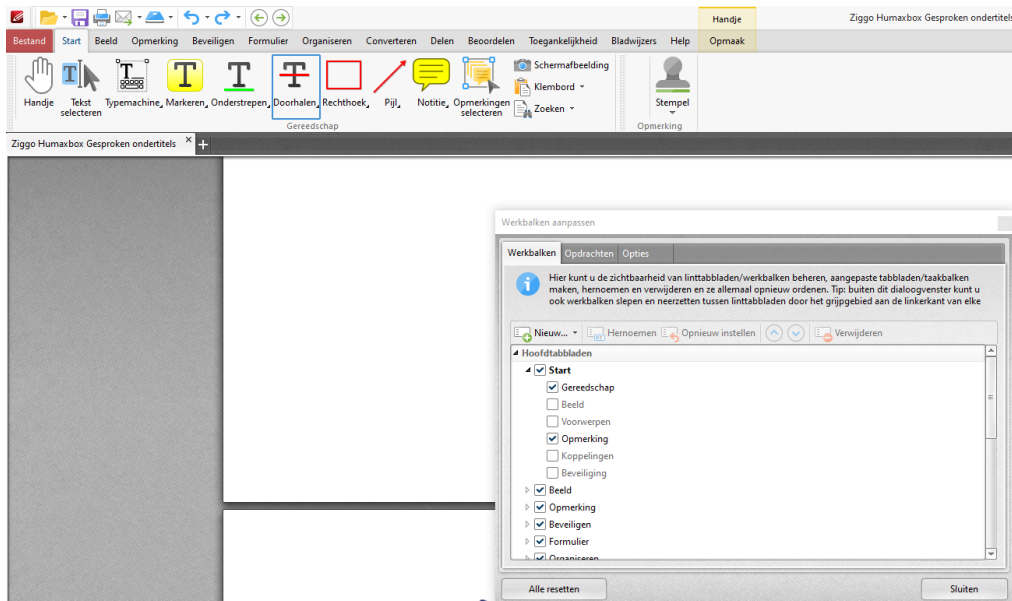 Handje
Ziggo Humaxbox Gesproken ondertitels
Bestand Start Beeld Opmerking Beveiligen Formulier Organiseren Converteren Delen Beoordelen Toegankelijkheid Bladwijzers Help Opmaak
Handje
Tekst selecteren
Typemachine
Markeren
Onderstrepen
Doorhalen
Rechthoek
Pijl
Notitie
Opmerkingen selecteren
Schermafbeelding
Klembord
Zoeken
Stempel
Gereedschap
Opmerking
Ziggo Humaxbox Gesproken ondertitels
Werkbalken aanpassen
Werkbalken Opdrachten Opties
Hier kunt u de zichtbaarheid van linttabbladen/werkbalken beheren, aangepaste tabbladen/taakbalken
maken, hernoemen en verwijderen en ze allemaal opnieuw ordenen. Tip: buiten dit dialoogvenster kunt u
ook werkbalken slepen en neerzetten tussen linttabbladen door het grijpgebied aan de linkerkant van elke
Nieuw... Hernoemen Opnieuw instellen Verwijderen
Hoofdtabbladen
Start
Gereedschap
Beeld
Voorwerpen
Opmerking
Koppelingen
Beveiliging
Beeld
Opmerking
Beveiligen
Formulier
Organiseren
Alle resetten Sluiten